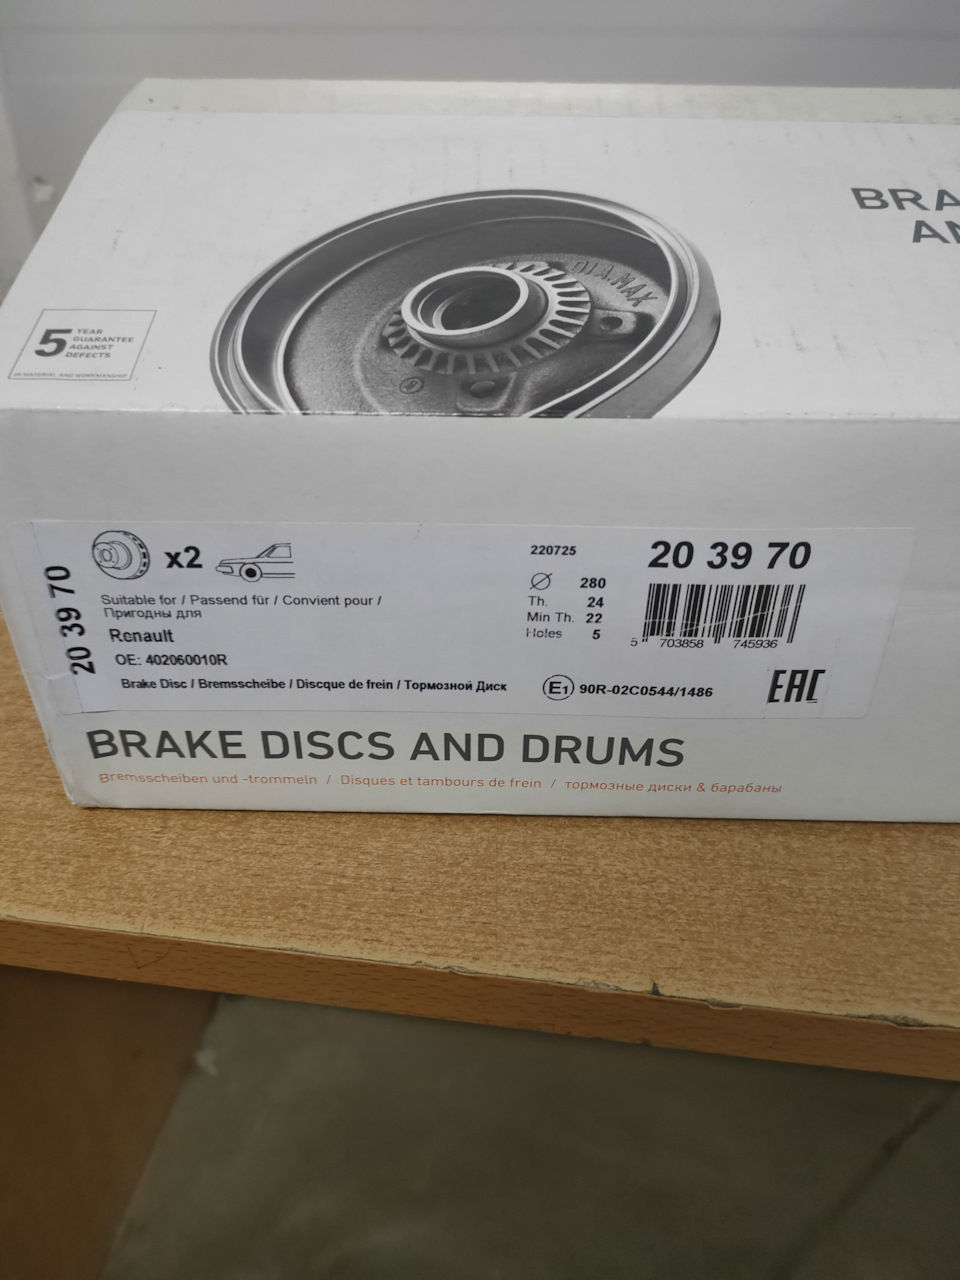 BRA
AN
DIA.MAX
5 YEAR
GUARANTEE
AGAINST
DEFECTS
IN MATERIAL AND WORKMANSHIP
20 39 70
x2
Suitable for / Passend für / Convient pour /
Пригодны для
Renault
OE: 402060010R
Brake Disc / Bremsscheibe / Discque de frein / Тормозной Диск
220725
Ø 280
Th. 24
Min Th. 22
Holes 5
20 39 70
5 703858 745936
E1 90R-02C0544/1486
EAC
BRAKE DISCS AND DRUMS
Bremsscheiben und -trommeln / Disques et tambours de frein / тормозные диски & барабаны